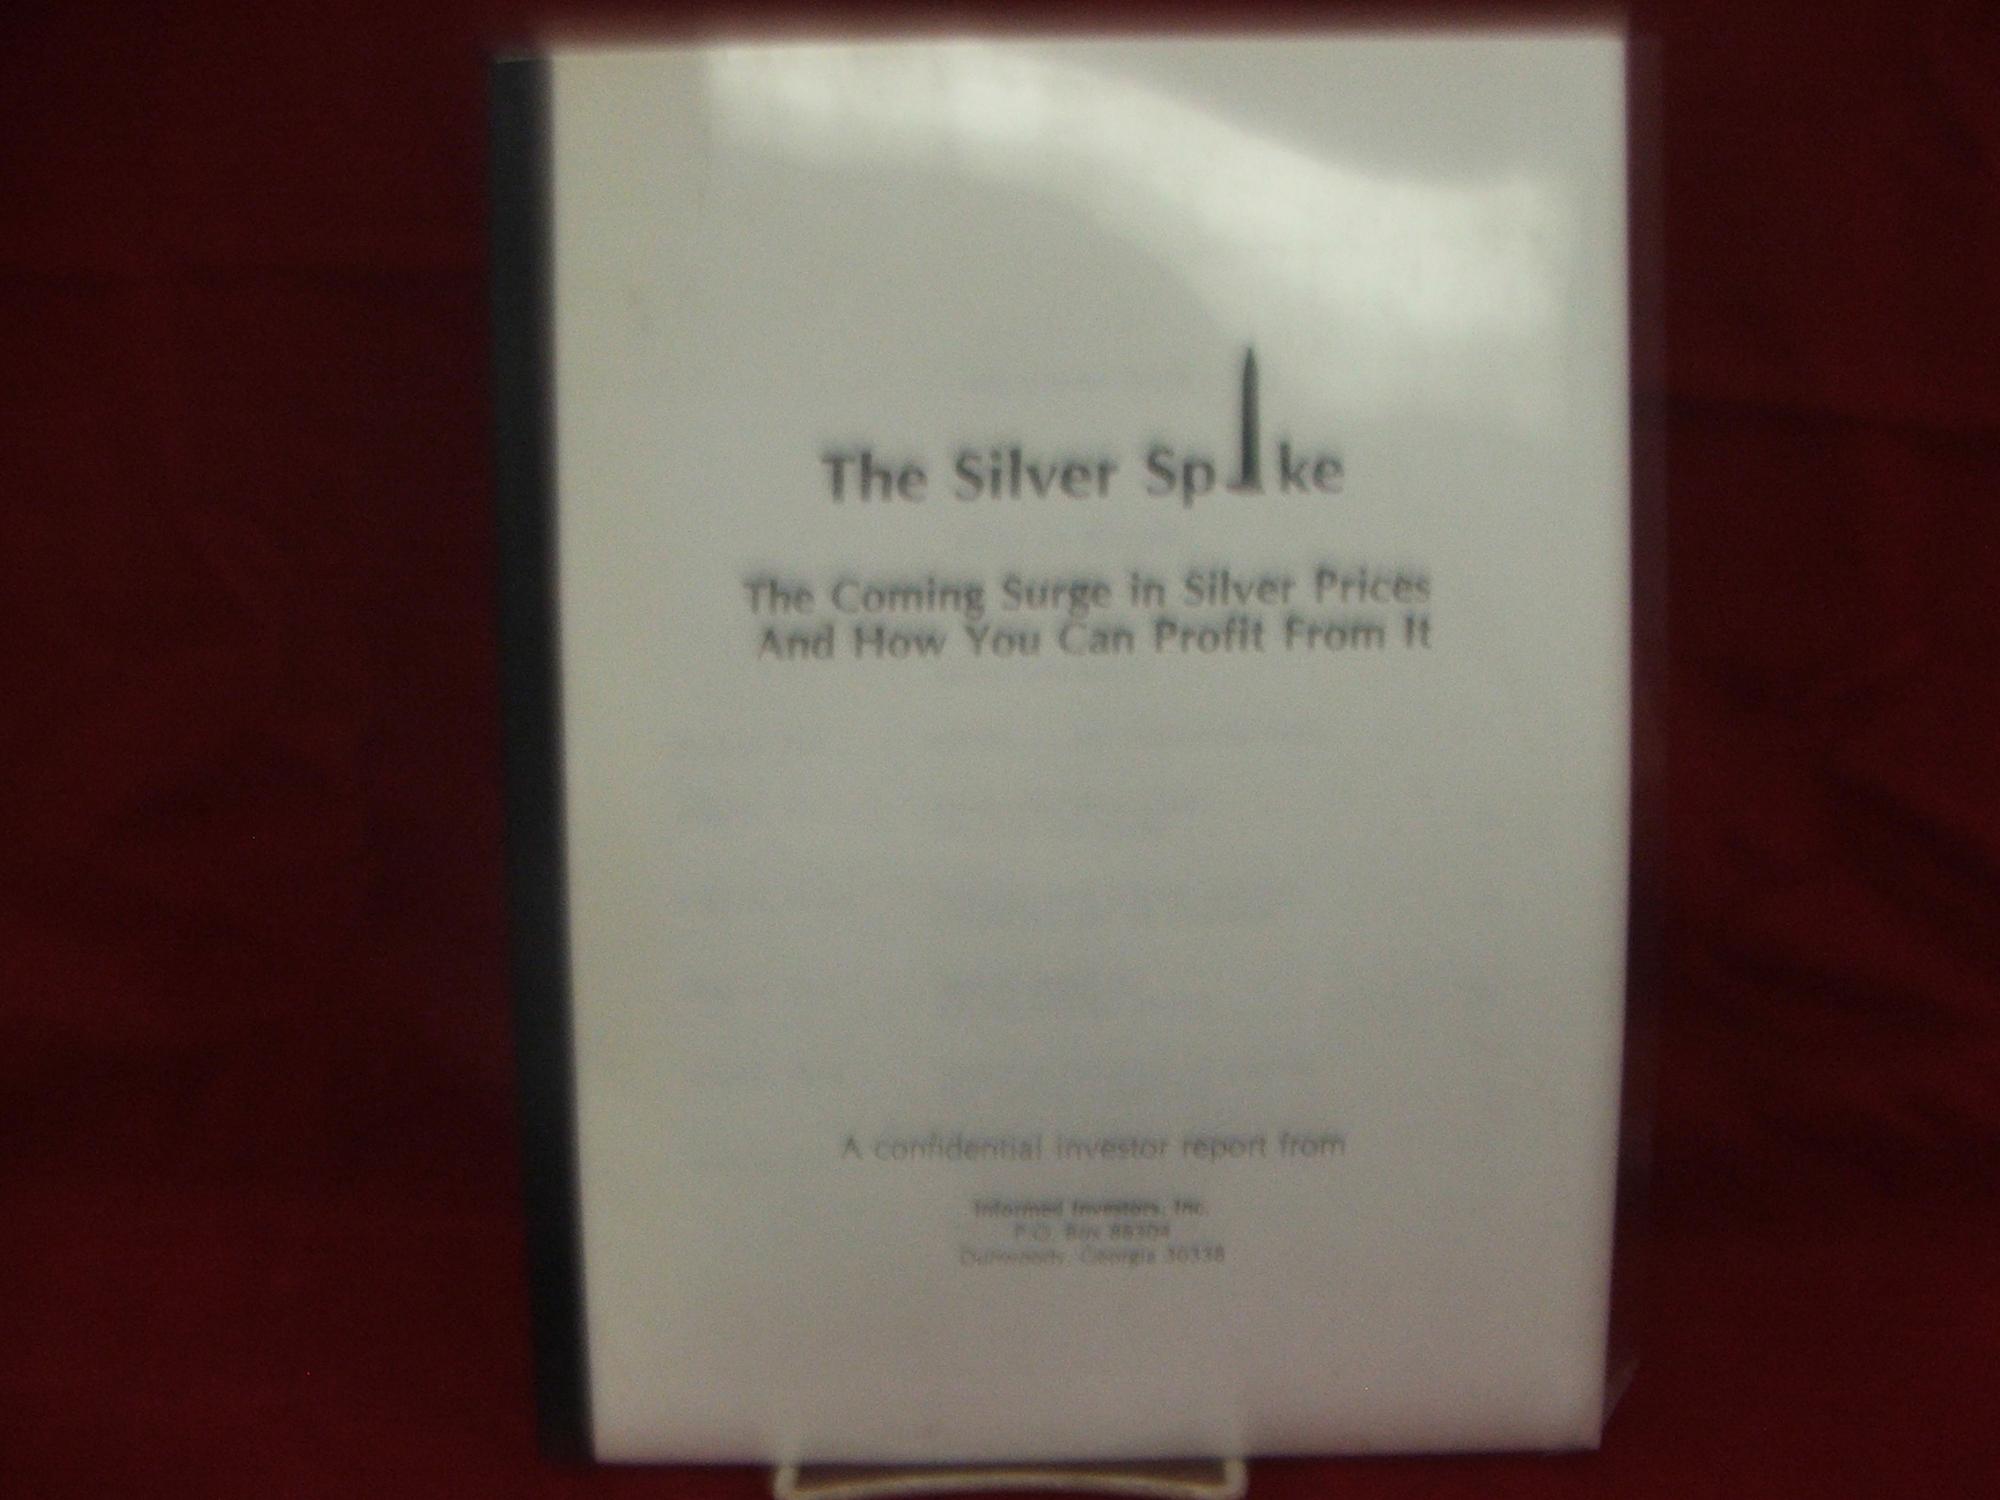 The Silver Spike
The Coming Surge in Silver Prices
And How You Can Profit From It
A confidential investor report from
Informed Investors, Inc.
P.O. Box 88304
Dunwoody, Georgia 30338